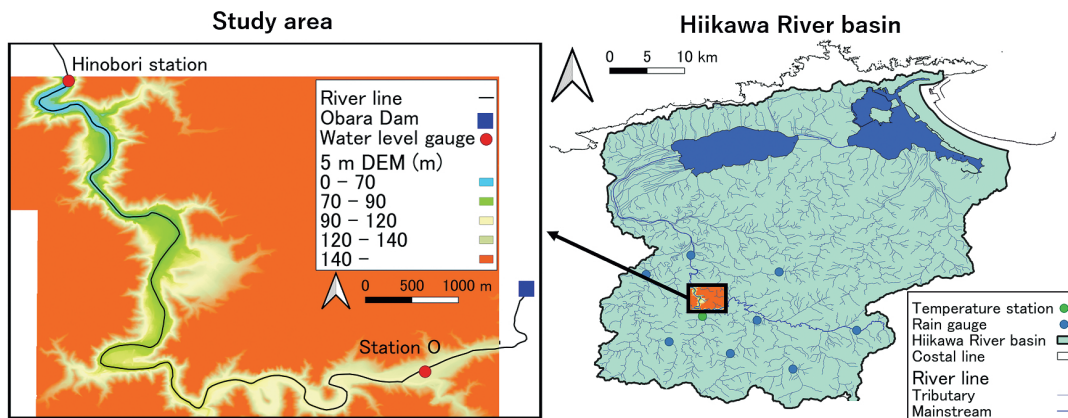 Study area
Hinobori station
River line
Obara Dam
Water level gauge
5 m DEM (m)
0 - 70
70 - 90
90 - 120
120 - 140
140 -
0 500 1000 m
Station O
Hiikawa River basin
0 5 10 km
Temperature station
Rain gauge
Hiikawa River basin
Costal line
River line
Tributary
Mainstream